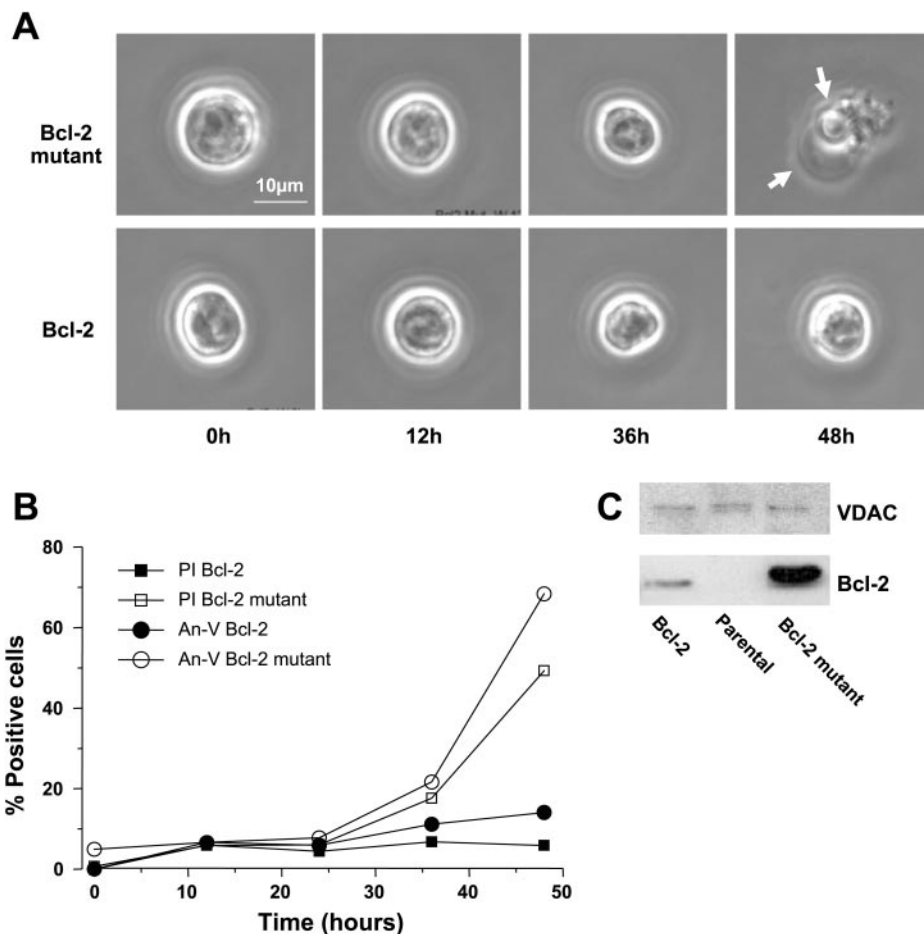 A
Bcl-2
mutant
10µm
Bcl-2
0h
12h
36h
48h
B
80
60
40
20
0
% Positive cells
PI Bcl-2
PI Bcl-2 mutant
An-V Bcl-2
An-V Bcl-2 mutant
0
10
20
30
40
50
Time (hours)
C
VDAC
Bcl-2
Bcl-2
Parental
Bcl-2 mutant